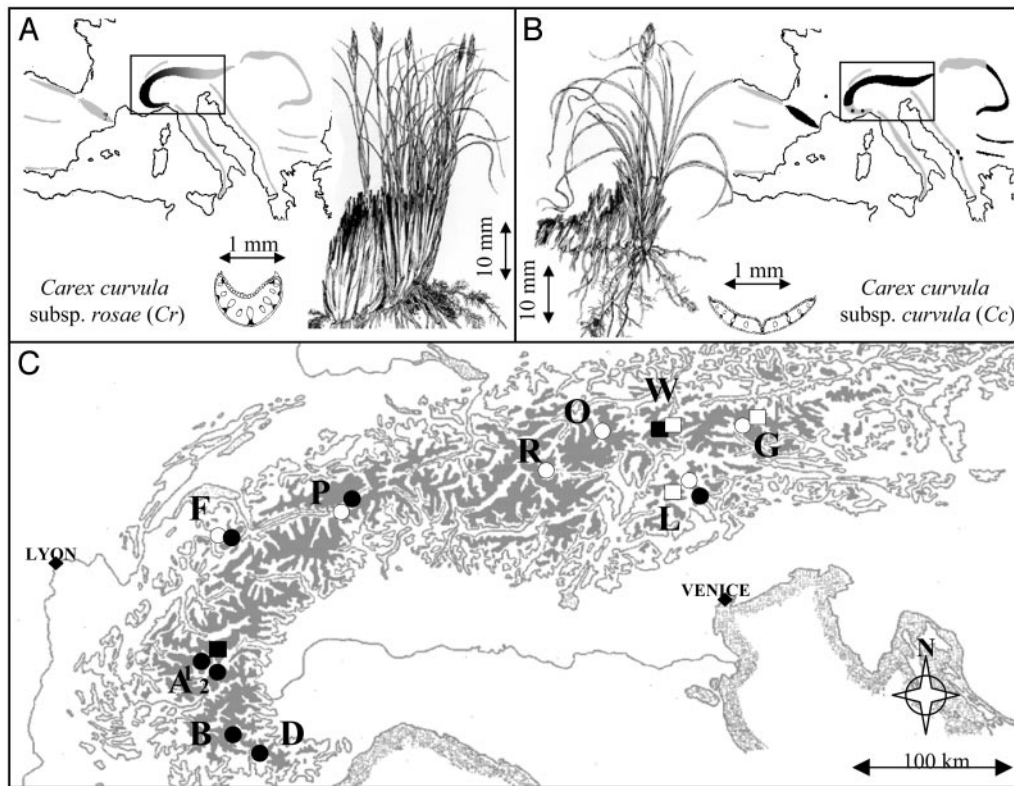 A
1 mm
10 mm
Carex curvula
subsp. rosae (Cr)
B
1 mm
10 mm
Carex curvula
subsp. curvula (Cc)
C
W
O
G
R
P
L
F
LYON
VENICE
A 1
2
N
B
D
100 km